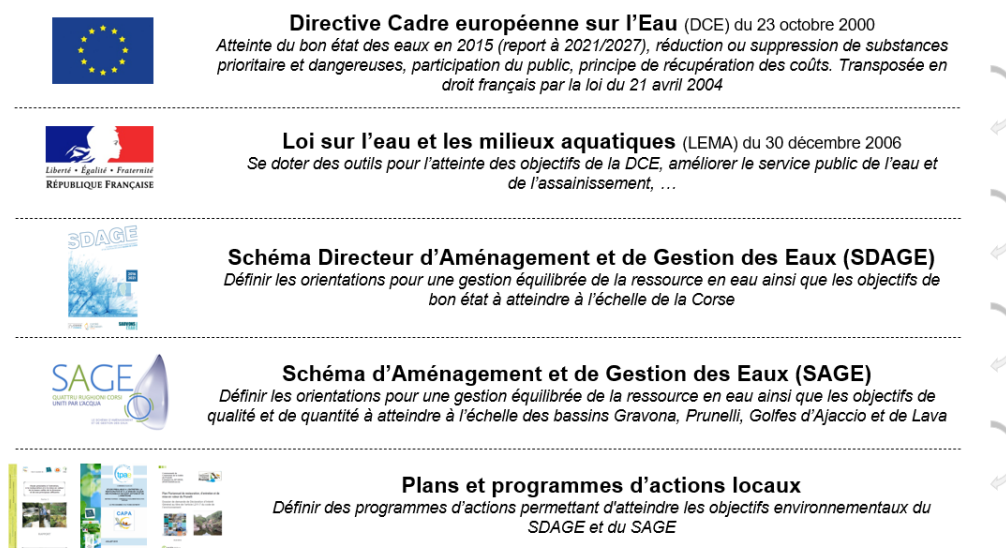 Directive Cadre européenne sur l'Eau (DCE) du 23 octobre 2000
Atteinte du bon état des eaux en 2015 (report à 2021/2027), réduction ou suppression de substances
prioritaire et dangereuses, participation du public, principe de récupération des coûts. Transposée en
droit français par la loi du 21 avril 2004
Liberté • Égalité • Fraternité
RÉPUBLIQUE FRANÇAISE
Loi sur l'eau et les milieux aquatiques (LEMA) du 30 décembre 2006
Se doter des outils pour l'atteinte des objectifs de la DCE, améliorer le service public de l'eau et
de l'assainissement, …
SDAGE
Schéma Directeur d'Aménagement et de Gestion des Eaux (SDAGE)
Définir les orientations pour une gestion équilibrée de la ressource en eau ainsi que les objectifs de
bon état à atteindre à l'échelle de la Corse
SAGE
QUATTRU RUGHIONI CORSI
UNITI PAR L'ACQUA
Schéma d'Aménagement et de Gestion des Eaux (SAGE)
Définir les orientations pour une gestion équilibrée de la ressource en eau ainsi que les objectifs de
qualité et de quantité à atteindre à l'échelle des bassins Gravona, Prunelli, Golfes d'Ajaccio et de Lava
CAPA
Plans et programmes d'actions locaux
Définir des programmes d'actions permettant d'atteindre les objectifs environnementaux du
SDAGE et du SAGE